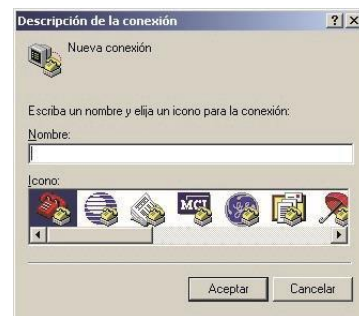 Descripción de la conexión
Nueva conexión
Escriba un nombre y elija un icono para la conexión:
Nombre:
Icono:
MCI
Aceptar
Cancelar